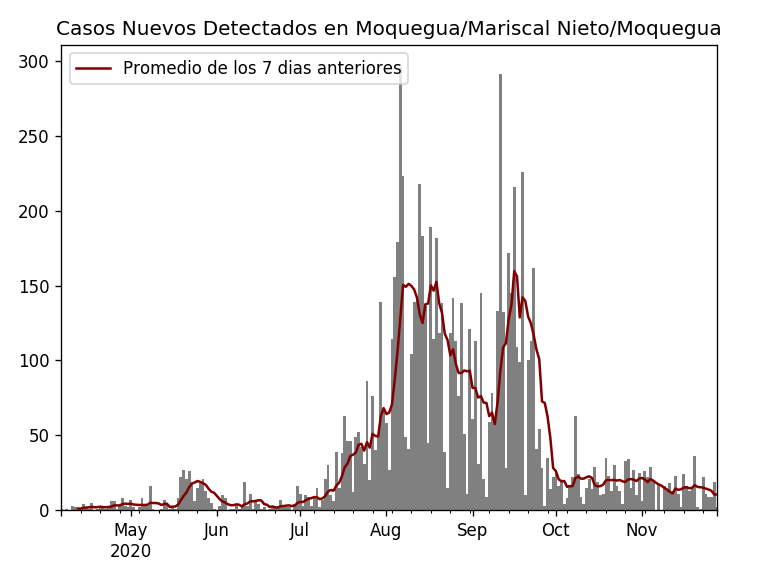 Casos Nuevos Detectados en Moquegua/Mariscal Nieto/Moquegua
Promedio de los 7 dias anteriores
300
250
200
150
100
50
0
May Jun Jul Aug Sep Oct Nov
2020